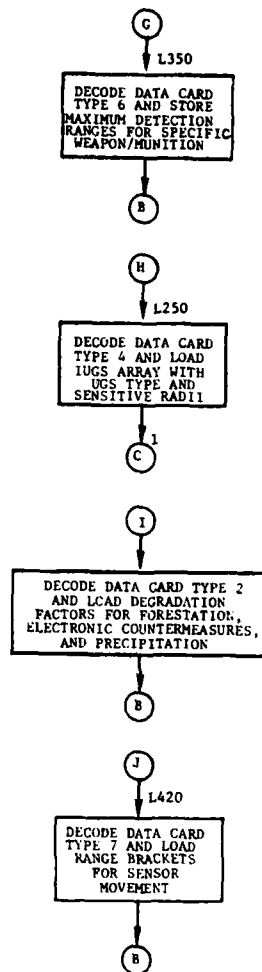 G
L350
DECODE DATA CARD
TYPE 6 AND STORE
MAXIMUM DETECTION
RANGES FOR SPECIFIC
WEAPON/MUNITION
B
H
L250
DECODE DATA CARD
TYPE 4 AND LOAD
IUGS ARRAY WITH
UGS TYPE AND
SENSITIVE RADII
1
C
I
DECODE DATA CARD TYPE 2
AND LOAD DEGRADATION
FACTORS FOR FORESTATION,
ELECTRONIC COUNTERMEASURES,
AND PRECIPITATION
B
J
L420
DECODE DATA CARD
TYPE 7 AND LOAD
RANGE BRACKETS
FOR SENSOR
MOVEMENT
B